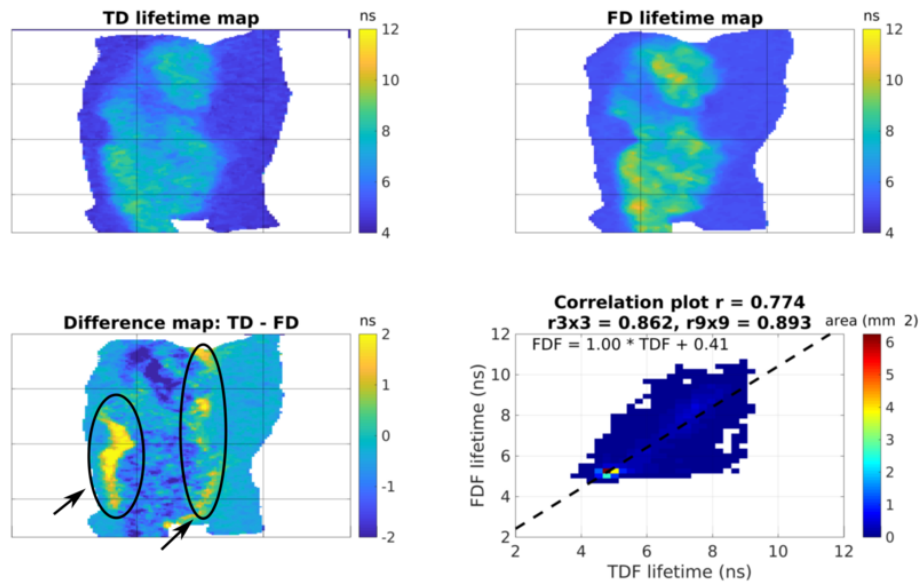 TD lifetime map
ns
12
10
8
6
4
FD lifetime map
ns
12
10
8
6
4
Difference map: TD - FD
ns
2
1
0
-1
-2
Correlation plot r = 0.774
r3x3 = 0.862, r9x9 = 0.893
area (mm 2)
FDF = 1.00 * TDF + 0.41
FDF lifetime (ns)
12
10
8
6
4
2
2 4 6 8 10 12
TDF lifetime (ns)
6
5
4
3
2
1
0